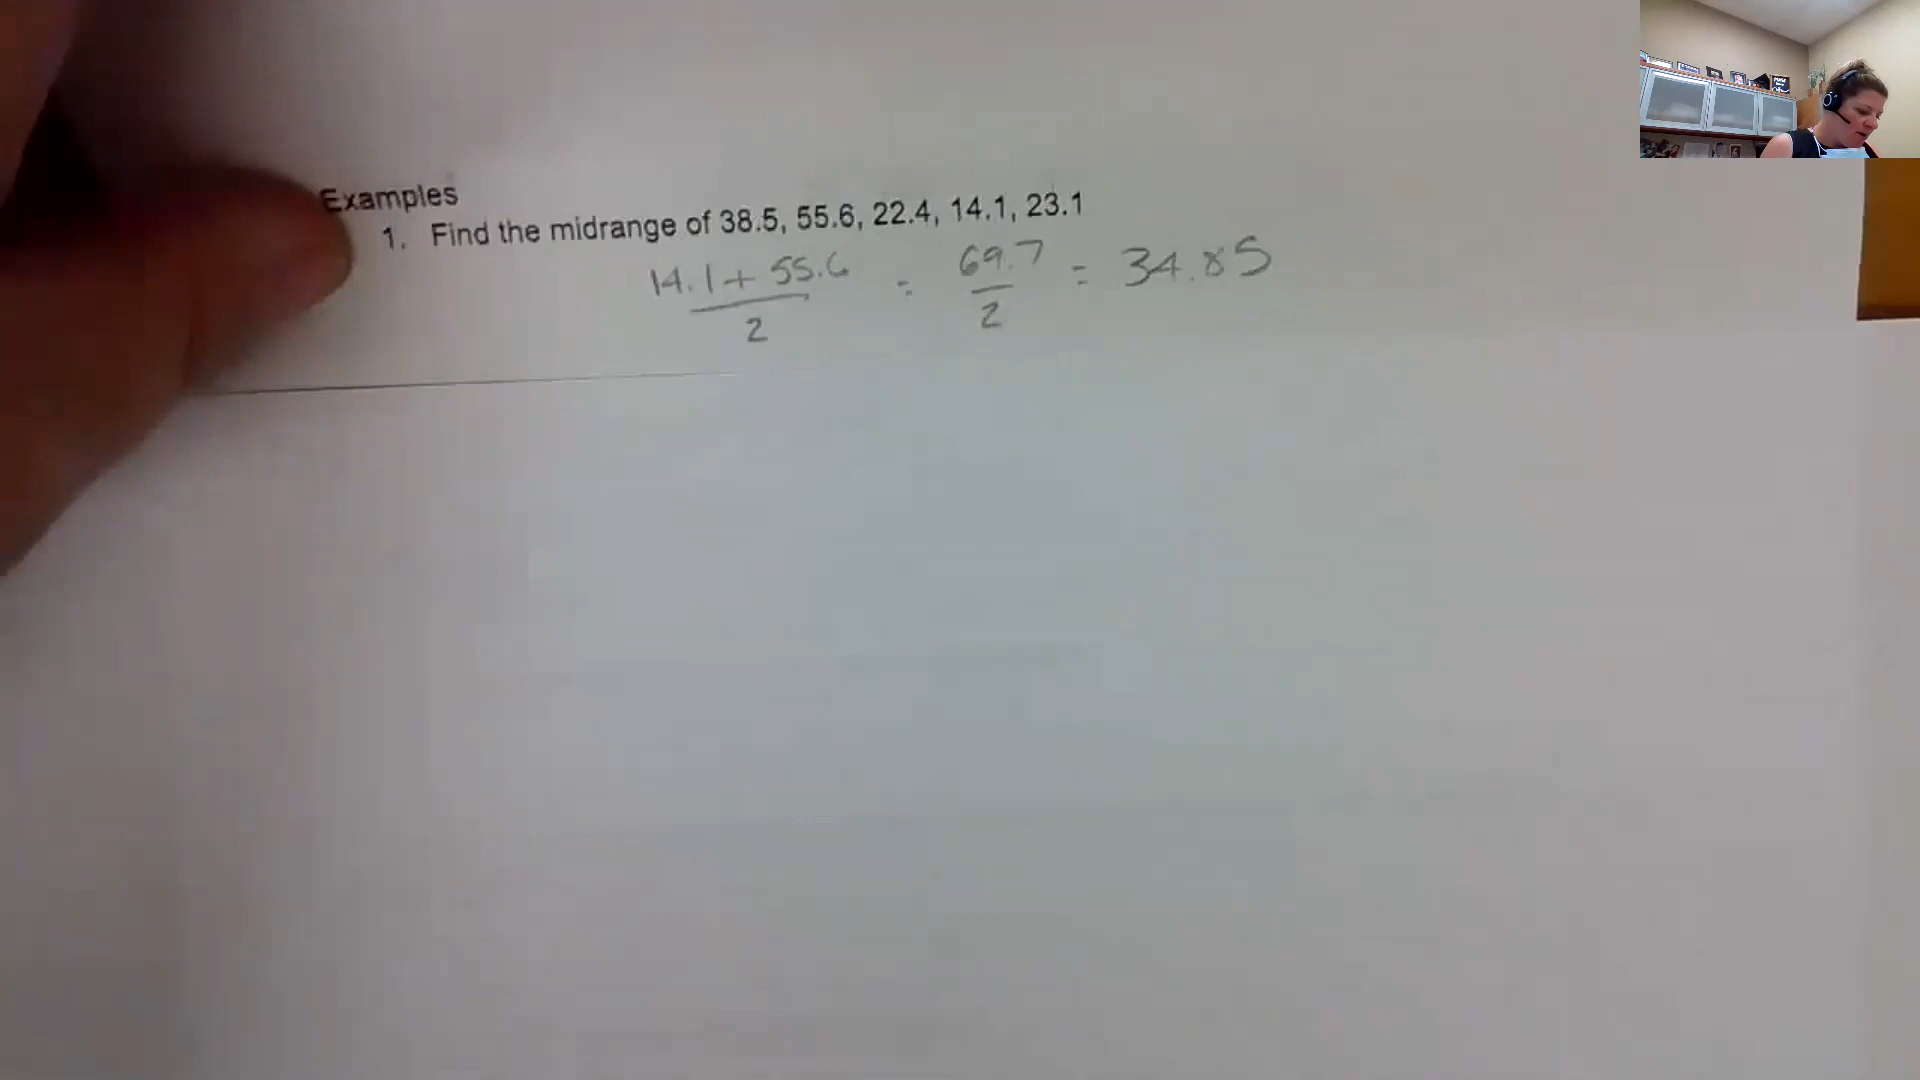 Examples
1. Find the midrange of 38.5, 55.6, 22.4, 14.1, 23.1
14.1 + 55.6 = 69.7 = 34.85
2 2